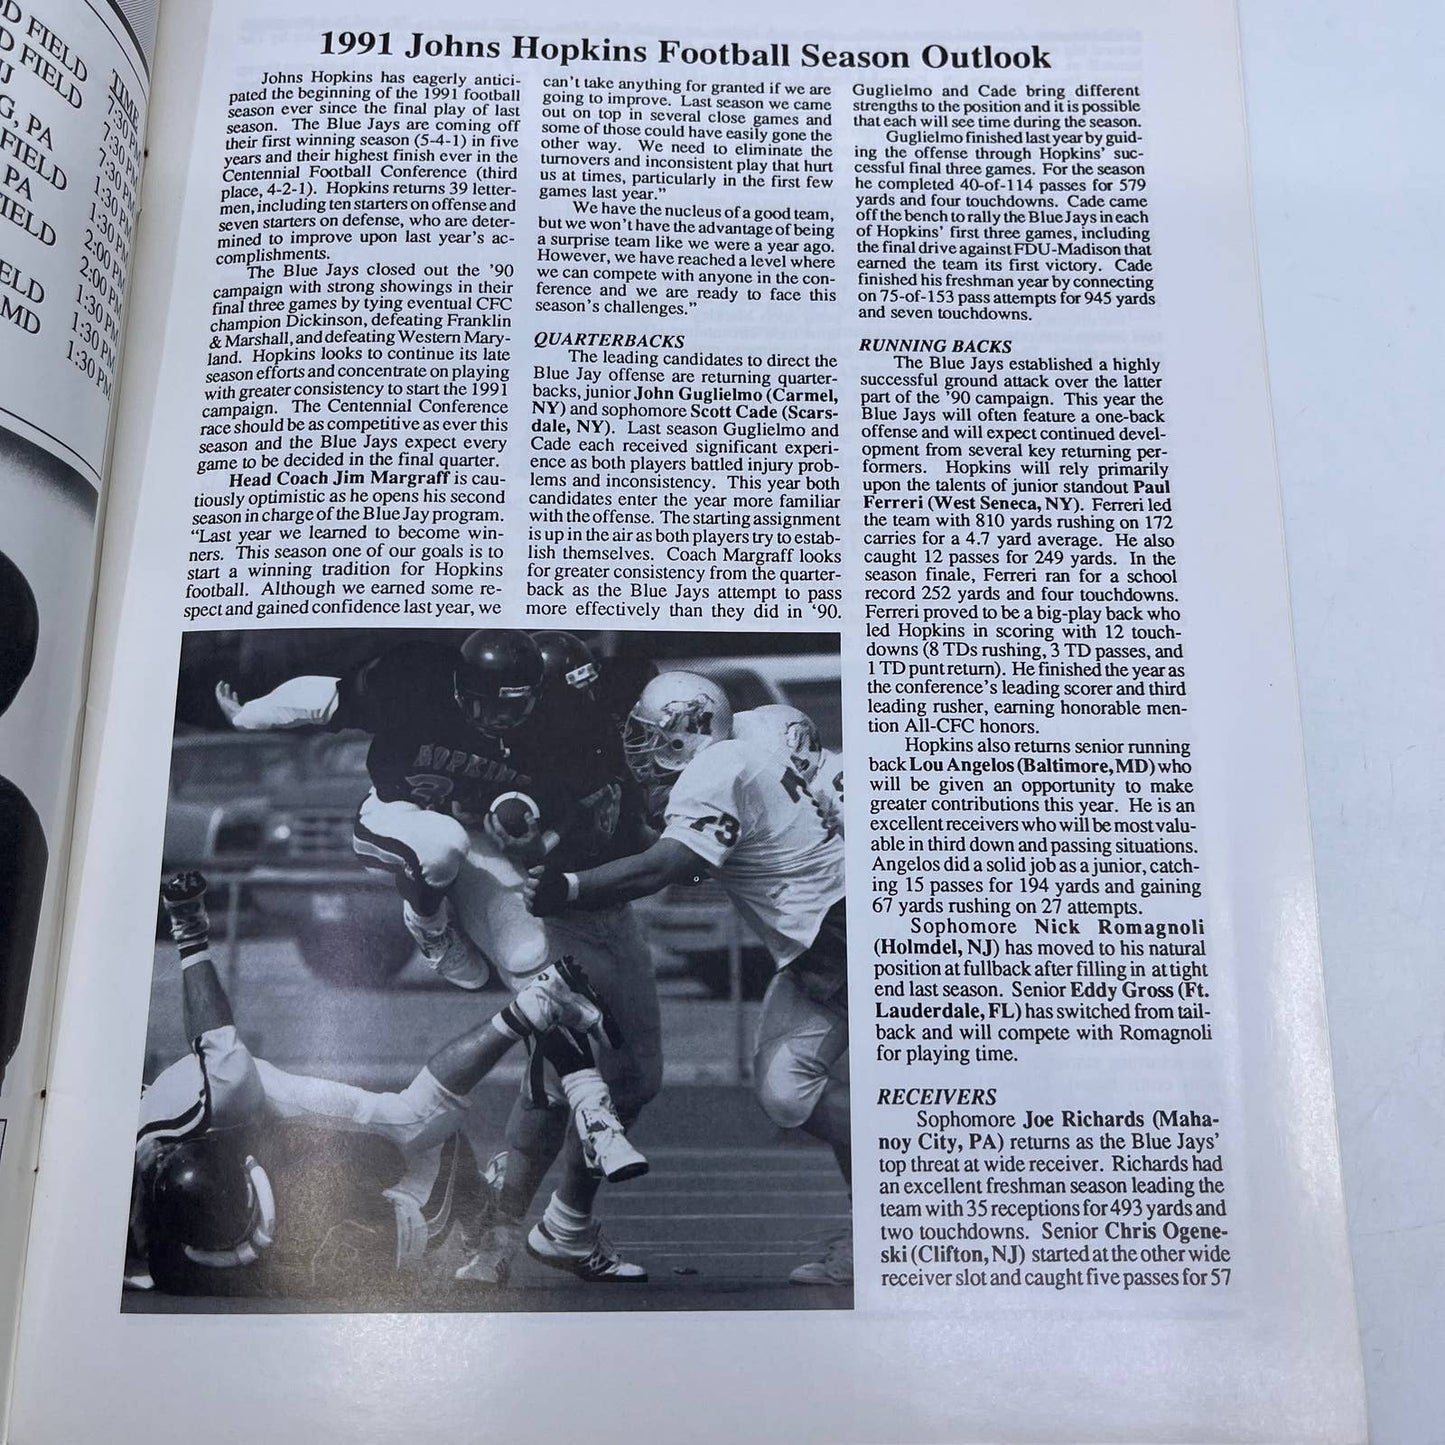 D FIELD
D FIELD
NJ
G, PA
FIELD
PA
FIELD
FIELD
MD
TIME
7:30 PM
7:30 PM
7:30 PM
1:30 PM
1:30 PM
2:00 PM
2:00 PM
1:30 PM
1:30 PM
1:30 PM
1991 Johns Hopkins Football Season Outlook
Johns Hopkins has eagerly antici-
pated the beginning of the 1991 football
season ever since the final play of last
season. The Blue Jays are coming off
their first winning season (5-4-1) in five
years and their highest finish ever in the
Centennial Football Conference (third
place, 4-2-1). Hopkins returns 39 letter-
men, including ten starters on offense and
seven starters on defense, who are deter-
mined to improve upon last year's ac-
complishments.
The Blue Jays closed out the '90
campaign with strong showings in their
final three games by tying eventual CFC
champion Dickinson, defeating Franklin
& Marshall, and defeating Western Mary-
land. Hopkins looks to continue its late
season efforts and concentrate on playing
with greater consistency to start the 1991
campaign. The Centennial Conference
race should be as competitive as ever this
season and the Blue Jays expect every
game to be decided in the final quarter.
Head Coach Jim Margraff is cau-
tiously optimistic as he opens his second
season in charge of the Blue Jay program.
"Last year we learned to become win-
ners. This season one of our goals is to
start a winning tradition for Hopkins
football. Although we earned some re-
spect and gained confidence last year, we
can't take anything for granted if we are
going to improve. Last season we came
out on top in several close games and
some of those could have easily gone the
other way. We need to eliminate the
turnovers and inconsistent play that hurt
us at times, particularly in the first few
games last year."
We have the nucleus of a good team,
but we won't have the advantage of being
a surprise team like we were a year ago.
However, we have reached a level where
we can compete with anyone in the con-
ference and we are ready to face this
season's challenges."
QUARTERBACKS
The leading candidates to direct the
Blue Jay offense are returning quarter-
backs, junior John Guglielmo (Carmel,
NY) and sophomore Scott Cade (Scars-
dale, NY). Last season Guglielmo and
Cade each received significant experi-
ence as both players battled injury prob-
lems and inconsistency. This year both
candidates enter the year more familiar
with the offense. The starting assignment
is up in the air as both players try to estab-
lish themselves. Coach Margraff looks
for greater consistency from the quarter-
back as the Blue Jays attempt to pass
more effectively than they did in '90.
Guglielmo and Cade bring different
strengths to the position and it is possible
that each will see time during the season.
Guglielmo finished last year by guid-
ing the offense through Hopkins' suc-
cessful final three games. For the season
he completed 40-of-114 passes for 579
yards and four touchdowns. Cade came
off the bench to rally the Blue Jays in each
of Hopkins' first three games, including
the final drive against FDU-Madison that
earned the team its first victory. Cade
finished his freshman year by connecting
on 75-of-153 pass attempts for 945 yards
and seven touchdowns.
RUNNING BACKS
The Blue Jays established a highly
successful ground attack over the latter
part of the '90 campaign. This year the
Blue Jays will often feature a one-back
offense and will expect continued devel-
opment from several key returning per-
formers. Hopkins will rely primarily
upon the talents of junior standout Paul
Ferreri (West Seneca, NY). Ferreri led
the team with 810 yards rushing on 172
carries for a 4.7 yard average. He also
caught 12 passes for 249 yards. In the
season finale, Ferreri ran for a school
record 252 yards and four touchdowns.
Ferreri proved to be a big-play back who
led Hopkins in scoring with 12 touch-
downs (8 TDs rushing, 3 TD passes, and
1 TD punt return). He finished the year as
the conference's leading scorer and third
leading rusher, earning honorable men-
tion All-CFC honors.
Hopkins also returns senior running
back Lou Angelos (Baltimore, MD) who
will be given an opportunity to make
greater contributions this year. He is an
excellent receivers who will be most valu-
able in third down and passing situations.
Angelos did a solid job as a junior, catch-
ing 15 passes for 194 yards and gaining
67 yards rushing on 27 attempts.
Sophomore Nick Romagnoli
(Holmdel, NJ) has moved to his natural
position at fullback after filling in at tight
end last season. Senior Eddy Gross (Ft.
Lauderdale, FL) has switched from tail-
back and will compete with Romagnoli
for playing time.
RECEIVERS
Sophomore Joe Richards (Maha-
noy City, PA) returns as the Blue Jays'
top threat at wide receiver. Richards had
an excellent freshman season leading the
team with 35 receptions for 493 yards and
two touchdowns. Senior Chris Ogene-
ski (Clifton, NJ) started at the other wide
receiver slot and caught five passes for 57
HOPKINS
73